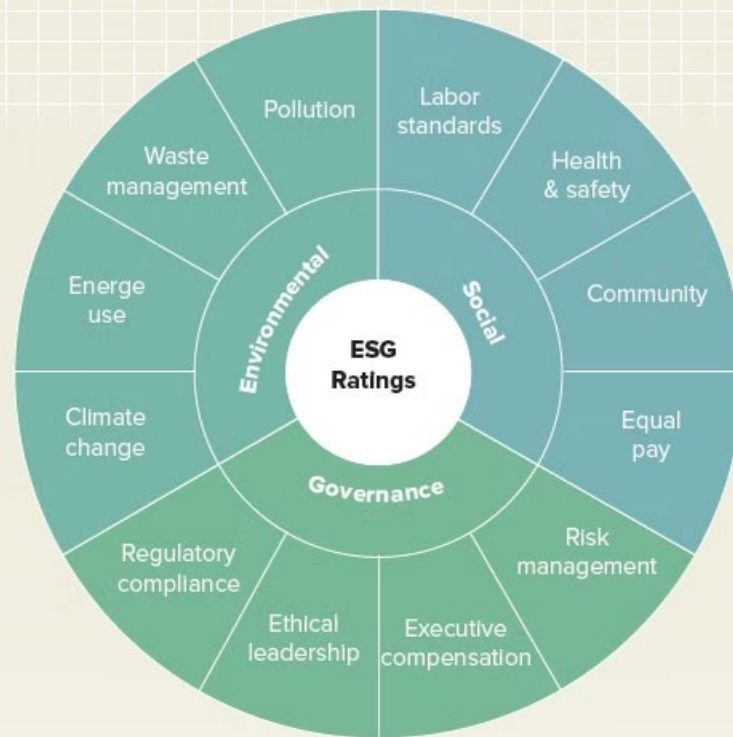 Pollution
Labor
standards
Waste
management
Health
& safety
Energe
use
Environmental
Social
Community
ESG
Ratings
Climate
change
Equal
pay
Governance
Regulatory
compliance
Risk
management
Ethical
leadership
Executive
compensation